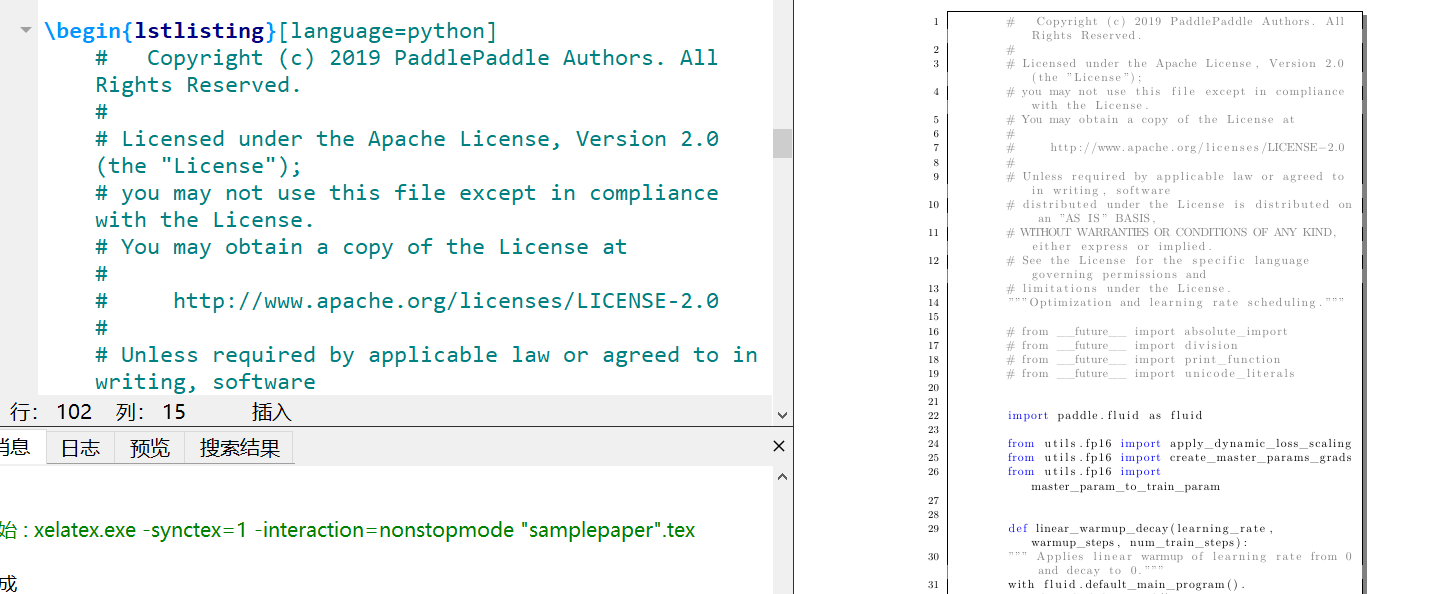 \begin{lstlisting}[language=python]
#   Copyright (c) 2019 PaddlePaddle Authors. All
Rights Reserved.
#
# Licensed under the Apache License, Version 2.0
(the "License");
# you may not use this file except in compliance
with the License.
# You may obtain a copy of the License at
#
#     http://www.apache.org/licenses/LICENSE-2.0
#
# Unless required by applicable law or agreed to in
writing, software
行： 102 列： 15 插入
消息 日志 预览 搜索结果
始 : xelatex.exe -synctex=1 -interaction=nonstopmode "samplepaper".tex
成
1 #   Copyright (c) 2019 PaddlePaddle Authors. All
Rights Reserved.
2 #
3 # Licensed under the Apache License, Version 2.0
(the "License");
4 # you may not use this file except in compliance
with the License.
5 # You may obtain a copy of the License at
6 #
7 #     http://www.apache.org/licenses/LICENSE-2.0
8 #
9 # Unless required by applicable law or agreed to
in writing, software
10 # distributed under the License is distributed on
an "AS IS" BASIS,
11 # WITHOUT WARRANTIES OR CONDITIONS OF ANY KIND,
either express or implied.
12 # See the License for the specific language
governing permissions and
13 # limitations under the License.
14 """Optimization and learning rate scheduling."""
15
16 # from __future__ import absolute_import
17 # from __future__ import division
18 # from __future__ import print_function
19 # from __future__ import unicode_literals
20
21
22 import paddle.fluid as fluid
23
24 from utils.fp16 import apply_dynamic_loss_scaling
25 from utils.fp16 import create_master_params_grads
26 from utils.fp16 import
master_param_to_train_param
27
28
29 def linear_warmup_decay(learning_rate,
warmup_steps, num_train_steps):
30 """ Applies linear warmup of learning rate from 0
and decay to 0."""
31 with fluid.default_main_program().